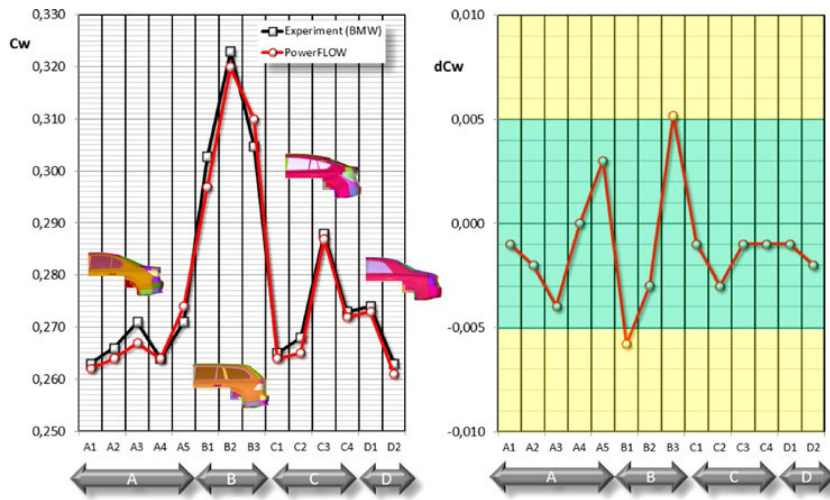 0,330
Cw
0,320
0,310
0,300
0,290
0,280
0,270
0,260
0,250
Experiment (BMW)
PowerFLOW
A1 A2 A3 A4 A5 B1 B2 B3 C1 C2 C3 C4 D1 D2
A B C D
0,010
dCw
0,005
0,000
-0,005
-0,010
A1 A2 A3 A4 A5 B1 B2 B3 C1 C2 C3 C4 D1 D2
A B C D